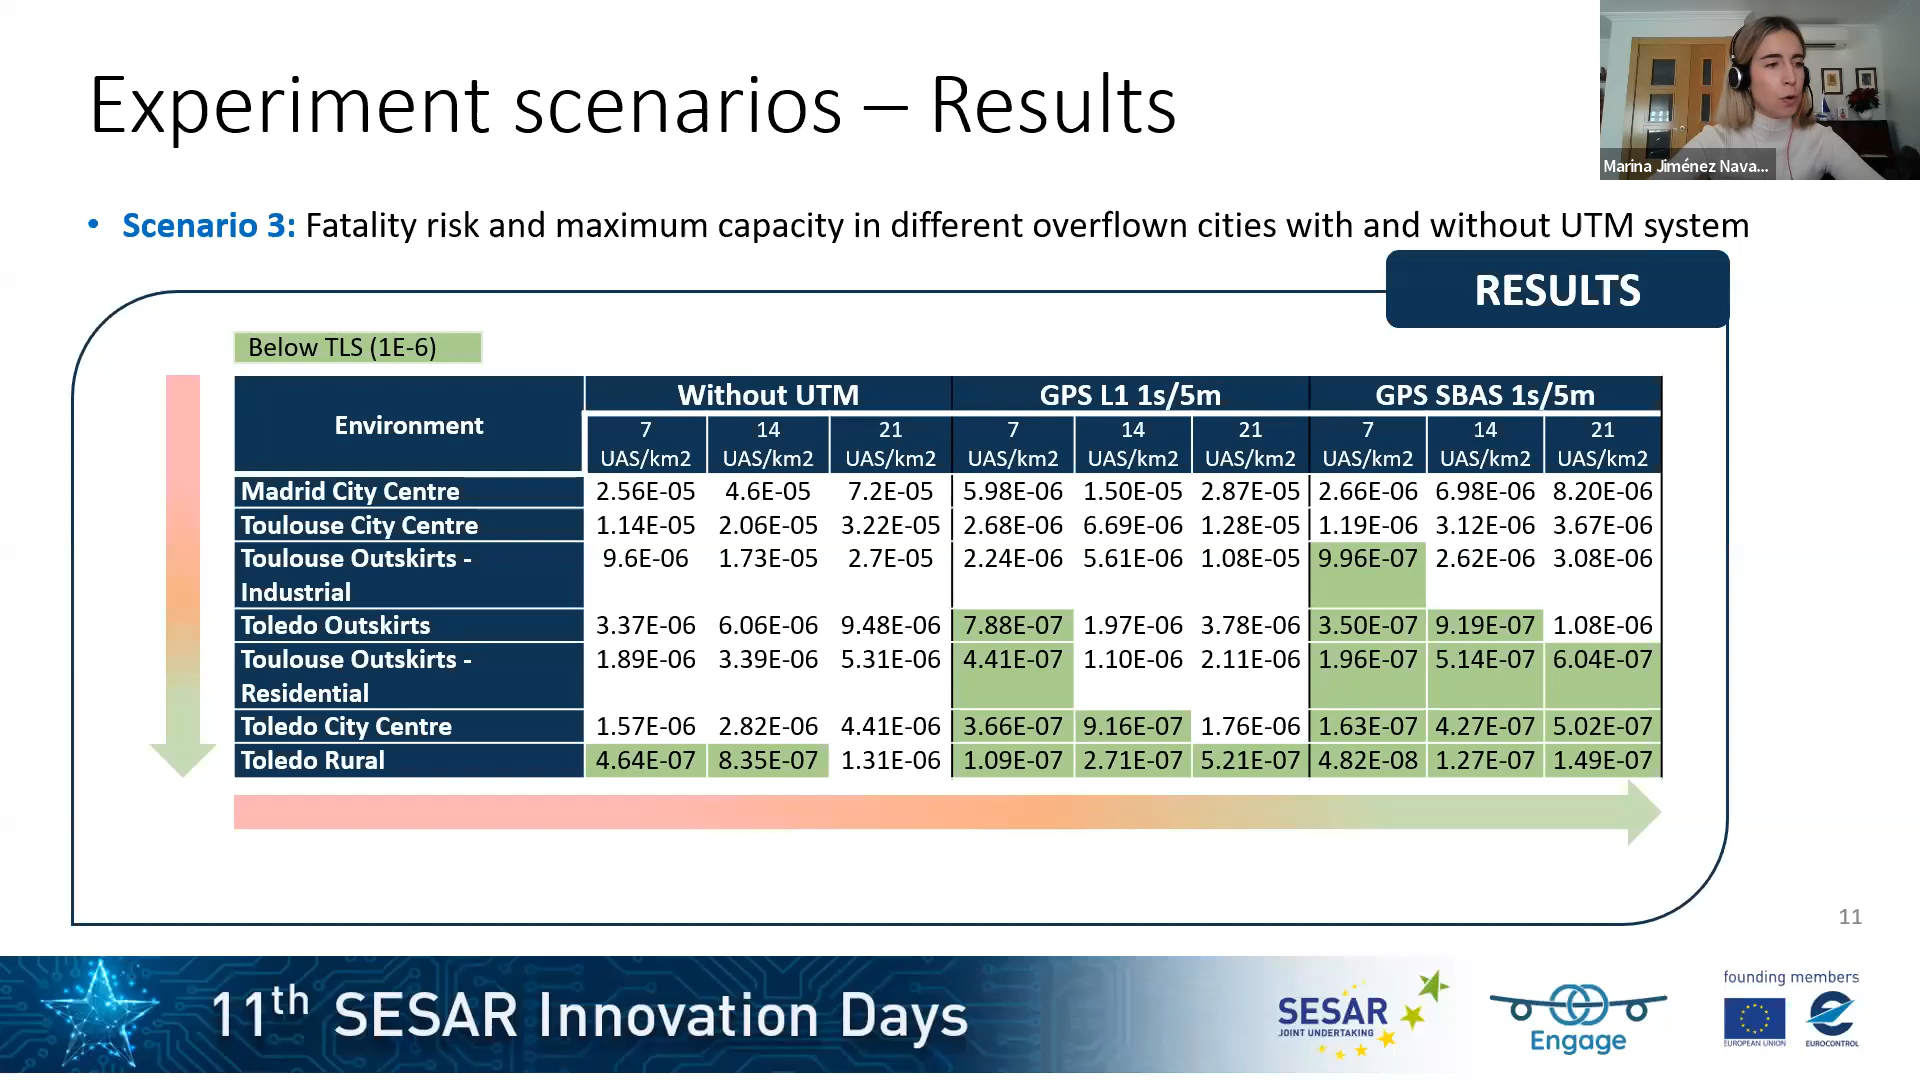 Experiment scenarios – Results
Marina Jiménez Nava...
• Scenario 3: Fatality risk and maximum capacity in different overflown cities with and without UTM system
RESULTS
Below TLS (1E-6)
Environment Without UTM GPS L1 1s/5m GPS SBAS 1s/5m
7 14 21 7 14 21 7 14 21
UAS/km2 UAS/km2 UAS/km2 UAS/km2 UAS/km2 UAS/km2 UAS/km2 UAS/km2 UAS/km2
Madrid City Centre 2.56E-05 4.6E-05 7.2E-05 5.98E-06 1.50E-05 2.87E-05 2.66E-06 6.98E-06 8.20E-06
Toulouse City Centre 1.14E-05 2.06E-05 3.22E-05 2.68E-06 6.69E-06 1.28E-05 1.19E-06 3.12E-06 3.67E-06
Toulouse Outskirts - 9.6E-06 1.73E-05 2.7E-05 2.24E-06 5.61E-06 1.08E-05 9.96E-07 2.62E-06 3.08E-06
Industrial
Toledo Outskirts 3.37E-06 6.06E-06 9.48E-06 7.88E-07 1.97E-06 3.78E-06 3.50E-07 9.19E-07 1.08E-06
Toulouse Outskirts - 1.89E-06 3.39E-06 5.31E-06 4.41E-07 1.10E-06 2.11E-06 1.96E-07 5.14E-07 6.04E-07
Residential
Toledo City Centre 1.57E-06 2.82E-06 4.41E-06 3.66E-07 9.16E-07 1.76E-06 1.63E-07 4.27E-07 5.02E-07
Toledo Rural 4.64E-07 8.35E-07 1.31E-06 1.09E-07 2.71E-07 5.21E-07 4.82E-08 1.27E-07 1.49E-07
11
11th SESAR Innovation Days
SESAR
JOINT UNDERTAKING
Engage
founding members
EUROPEAN UNION
EUROCONTROL